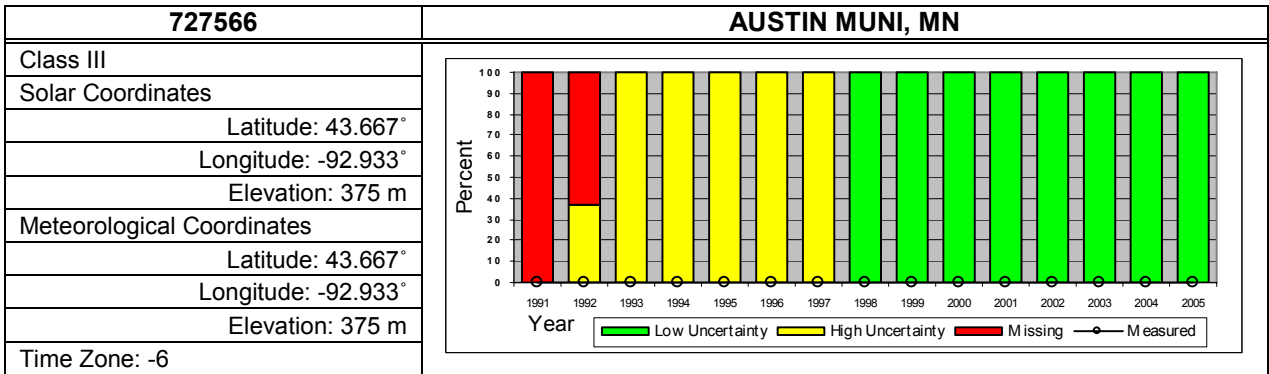 727566
AUSTIN MUNI, MN
Class III
Solar Coordinates
Latitude: 43.667˚
Longitude: -92.933˚
Elevation: 375 m
Meteorological Coordinates
Latitude: 43.667˚
Longitude: -92.933˚
Elevation: 375 m
Time Zone: -6
Percent
100
90
80
70
60
50
40
30
20
10
0
1991 1992 1993 1994 1995 1996 1997 1998 1999 2000 2001 2002 2003 2004 2005
Year
Low Uncertainty High Uncertainty Missing Measured